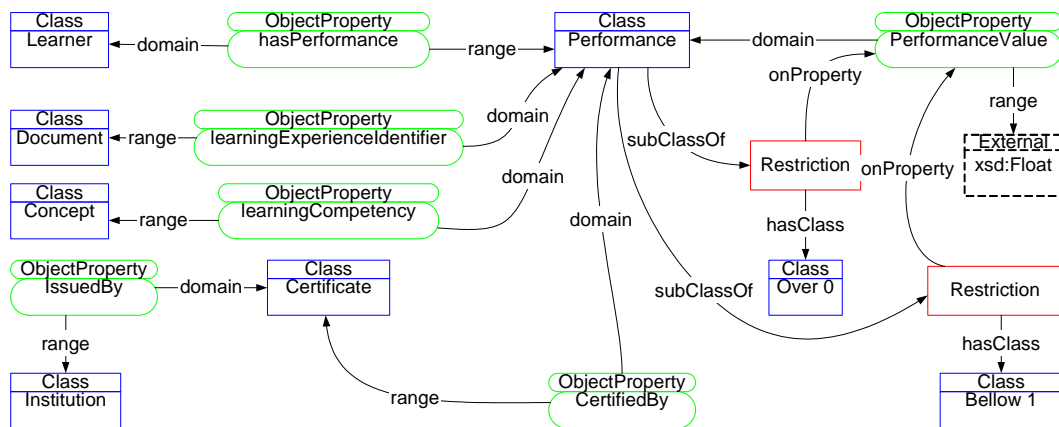 Class
Learner
domain
ObjectProperty
hasPerformance
range
Class
Performance
domain
ObjectProperty
PerformanceValue
onProperty
range
Class
Document
range
ObjectProperty
learningExperienceIdentifier
domain
subClassOf
Restriction
onProperty
External
xsd:Float
Class
Concept
range
ObjectProperty
learningCompetency
domain
domain
hasClass
ObjectProperty
IssuedBy
domain
Class
Certificate
subClassOf
Class
Over 0
Restriction
range
hasClass
Class
Institution
range
ObjectProperty
CertifiedBy
Class
Bellow 1